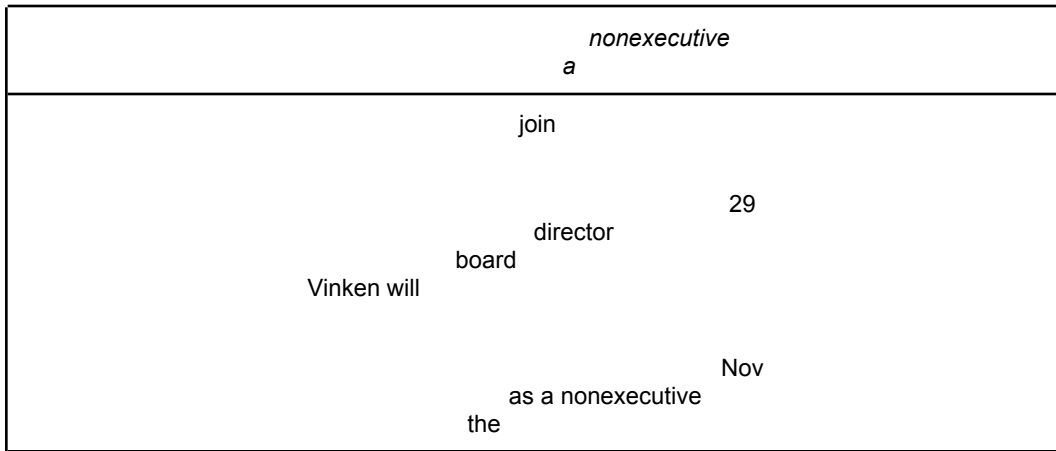 nonexecutive
a
join
29
director
board
Vinken will
Nov
as a nonexecutive
the